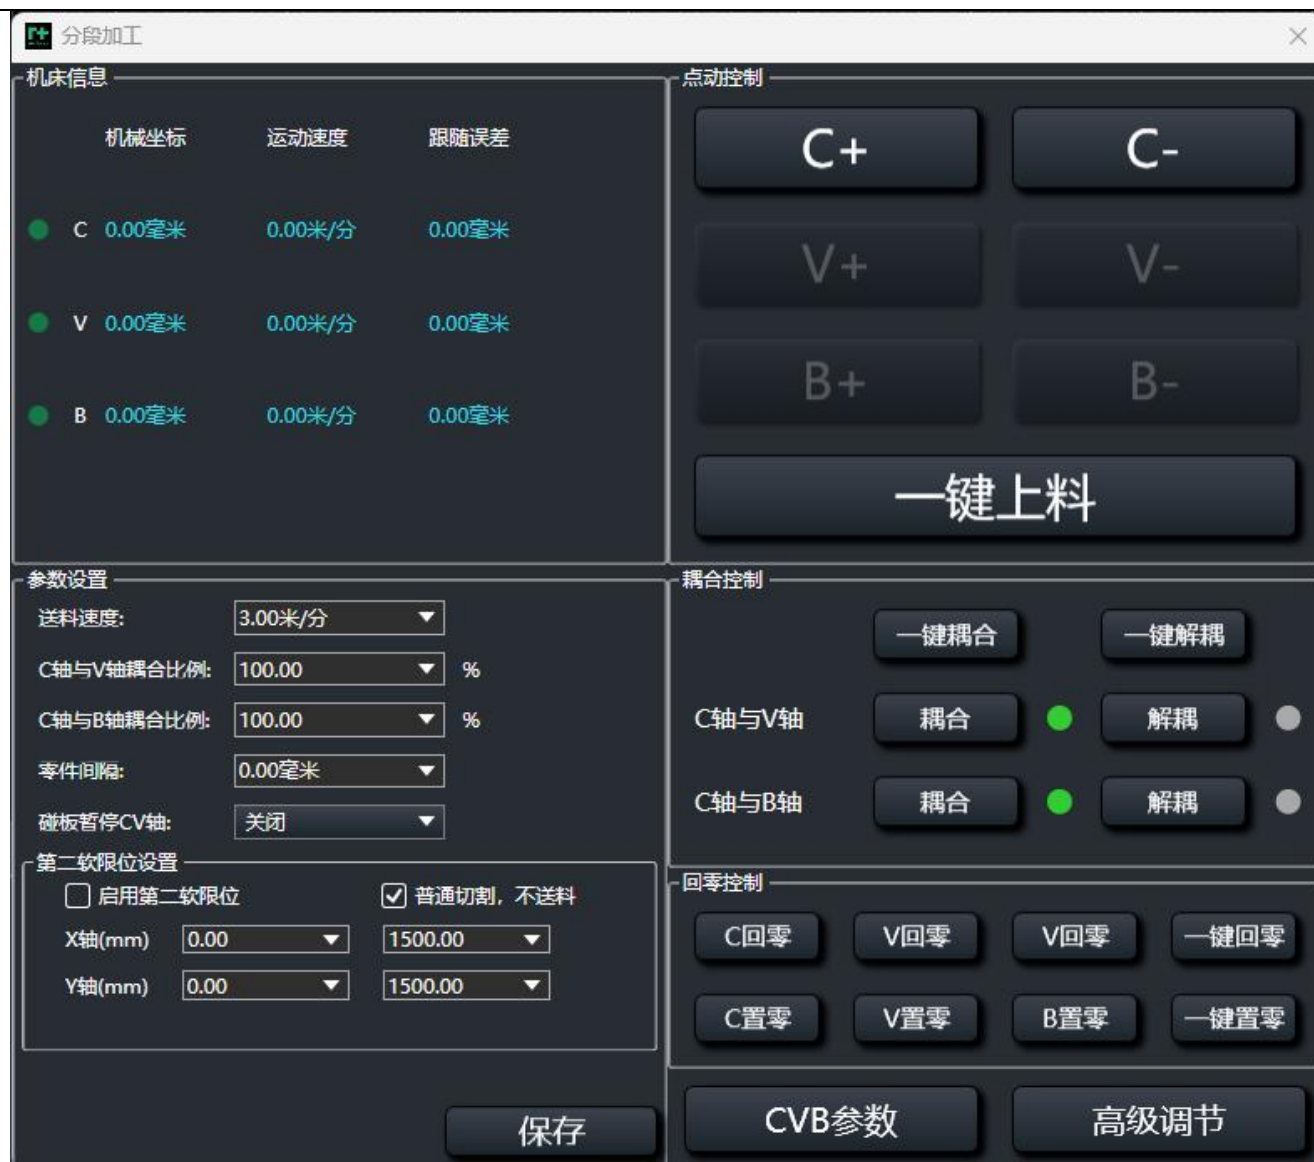 分段加工
机床信息
机械坐标 运动速度 跟随误差
C 0.00毫米 0.00米/分 0.00毫米
V 0.00毫米 0.00米/分 0.00毫米
B 0.00毫米 0.00米/分 0.00毫米
点动控制
C+ C-
V+ V-
B+ B-
一键上料
参数设置
送料速度: 3.00米/分
C轴与V轴耦合比例: 100.00 %
C轴与B轴耦合比例: 100.00 %
零件间隔: 0.00毫米
碰板暂停CV轴: 关闭
第二软限位设置
启用第二软限位 普通切割，不送料
X轴(mm) 0.00 1500.00
Y轴(mm) 0.00 1500.00
保存
耦合控制
一键耦合 一键解耦
C轴与V轴 耦合 解耦
C轴与B轴 耦合 解耦
回零控制
C回零 V回零 V回零 一键回零
C置零 V置零 B置零 一键置零
CVB参数 高级调节